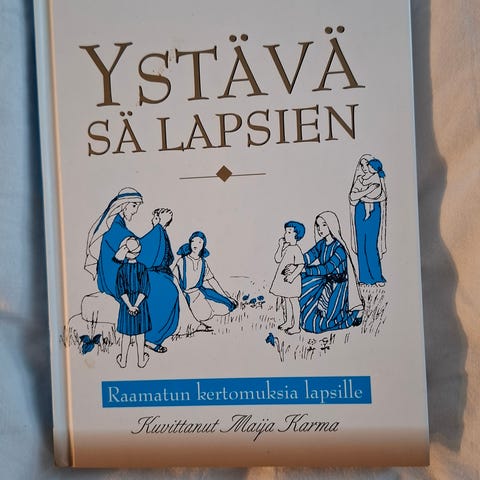 YSTÄVÄ
SÄ LAPSIEN
Raamatun kertomuksia lapsille
Kuvittanut Maija Karma